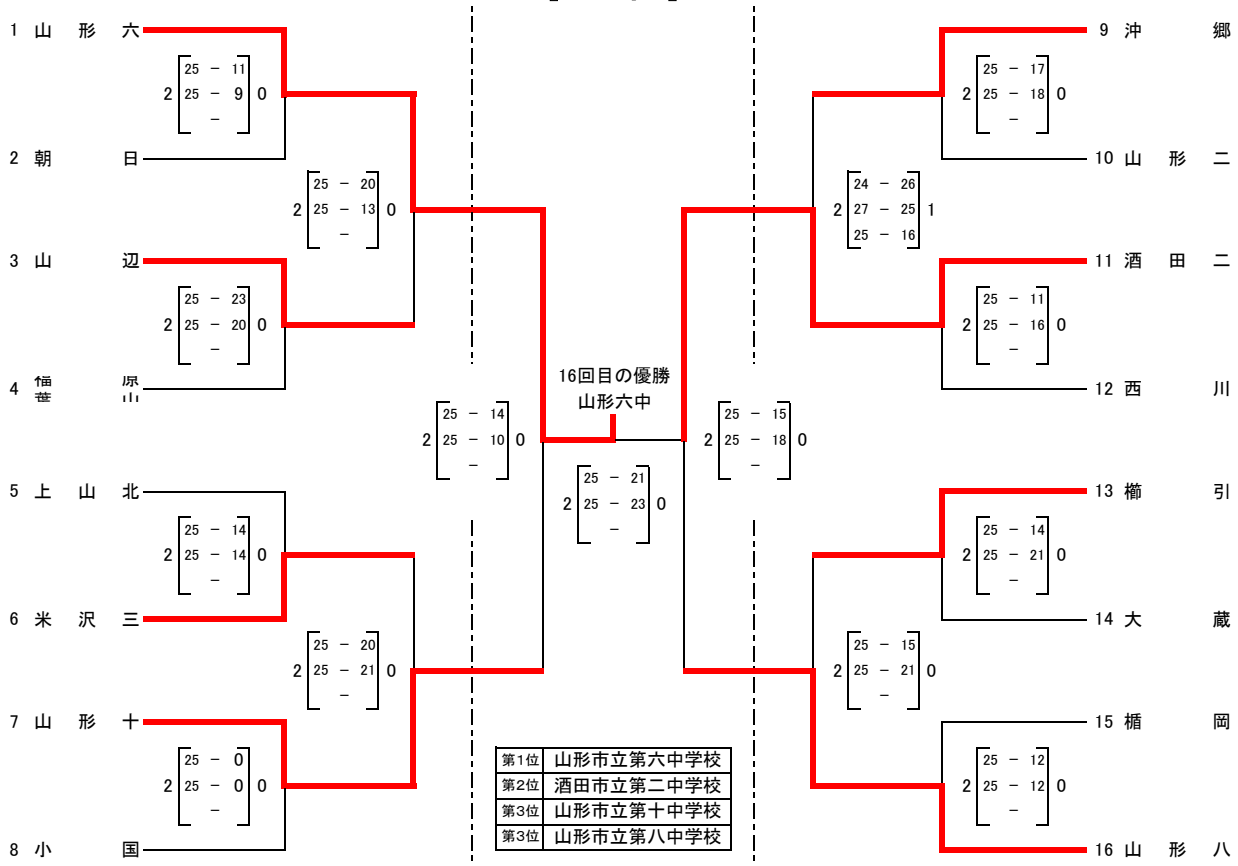 1 山形六
25 - 11
2 25 - 9 0
-
2 朝日
25 - 20
2 25 - 13 0
-
3 山辺
25 - 23
2 25 - 20 0
-
4
25 - 14
2 25 - 10 0
-
5 上山北
25 - 14
2 25 - 14 0
-
6 米沢三
25 - 20
2 25 - 21 0
-
7 山形十
25 - 0
2 25 - 0 0
-
8 小国
16回目の優勝
山形六中
25 - 21
2 25 - 23 0
-
第1位 山形市立第六中学校
第2位 酒田市立第二中学校
第3位 山形市立第十中学校
第3位 山形市立第八中学校
9 沖郷
25 - 17
2 25 - 18 0
-
10 山形二
24 - 26
2 27 - 25 1
25 - 16
11 酒田二
25 - 11
2 25 - 16 0
-
12 西川
25 - 15
2 25 - 18 0
-
13 櫛引
25 - 14
2 25 - 21 0
-
14 大蔵
25 - 15
2 25 - 21 0
-
15 楯岡
25 - 12
2 25 - 12 0
-
16 山形八